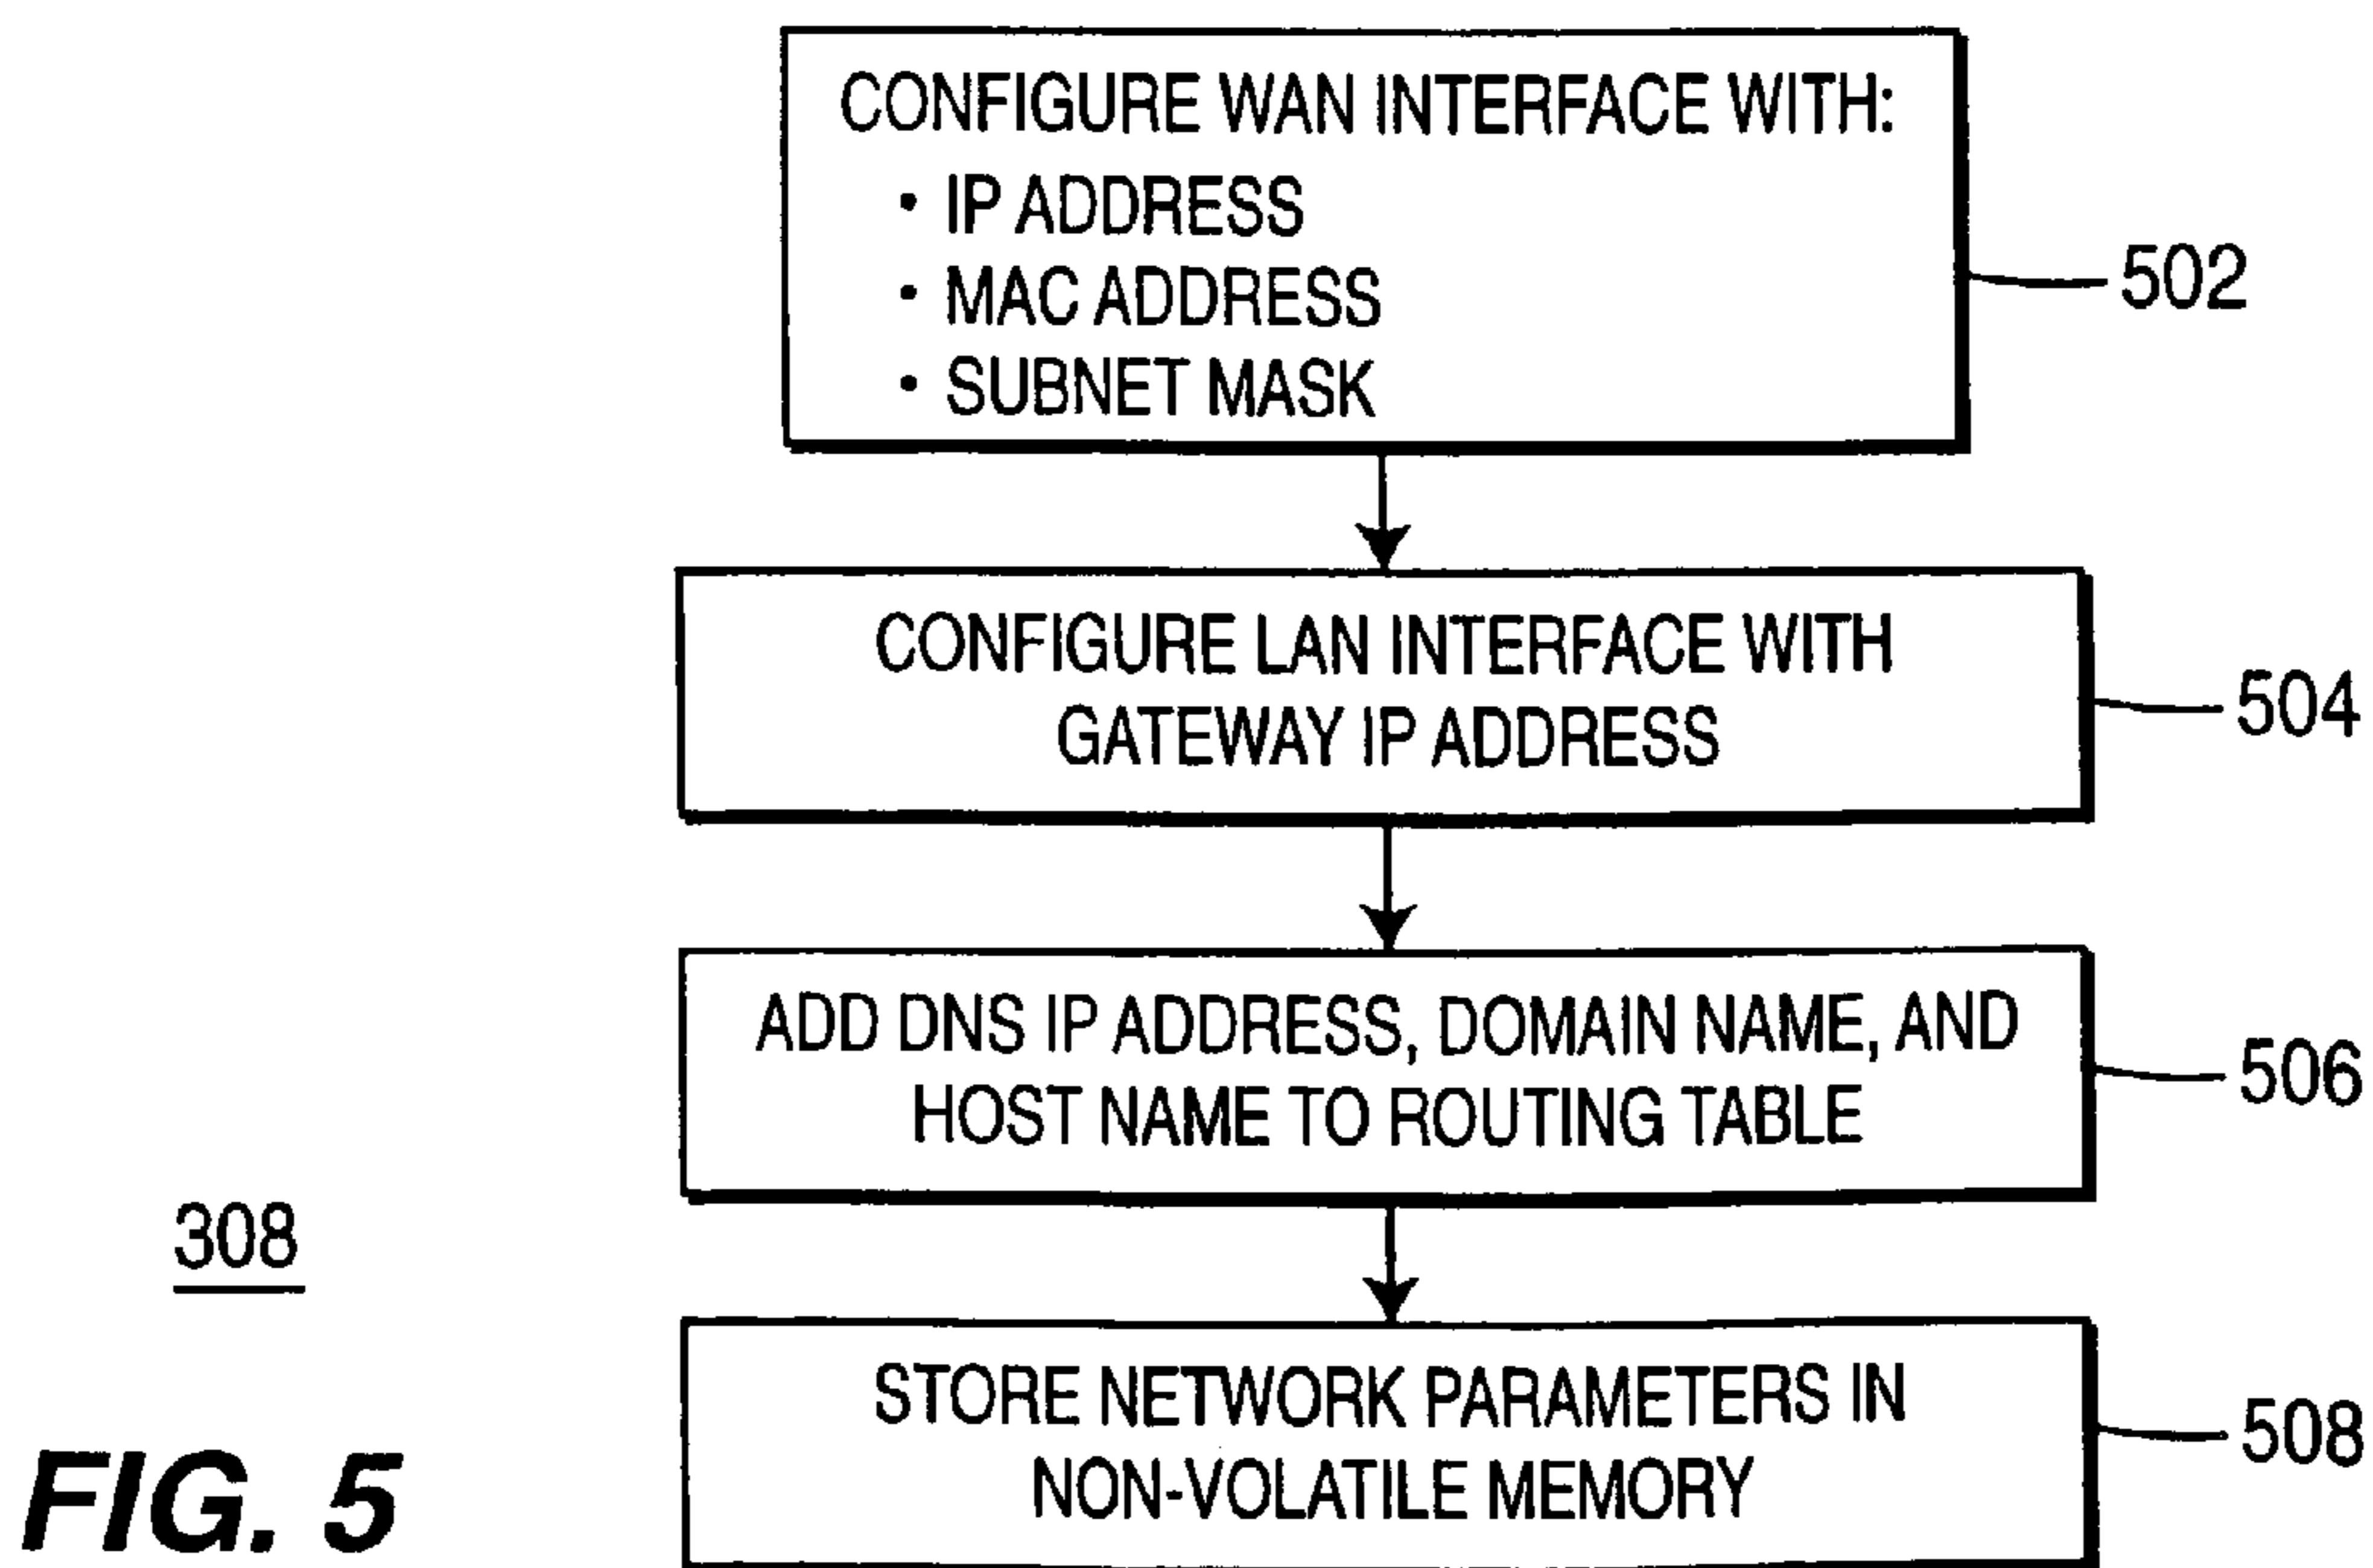 CONFIGURE WAN INTERFACE WITH:
• IP ADDRESS
• MAC ADDRESS
• SUBNET MASK
502
CONFIGURE LAN INTERFACE WITH
GATEWAY IP ADDRESS
504
ADD DNS IP ADDRESS, DOMAIN NAME, AND
HOST NAME TO ROUTING TABLE
506
STORE NETWORK PARAMETERS IN
NON-VOLATILE MEMORY
508
308
FIG. 5